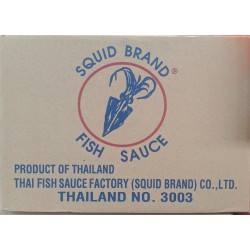 SQUID BRAND®
FISH SAUCE
PRODUCT OF THAILAND
THAI FISH SAUCE FACTORY (SQUID BRAND) CO.,LTD.
THAILAND NO. 3003